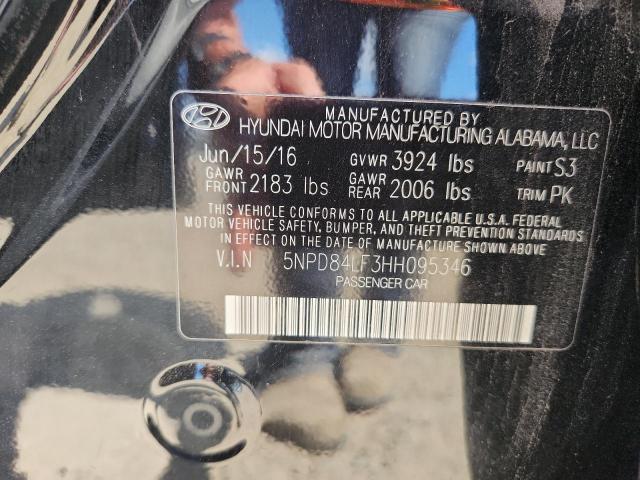 MANUFACTURED BY
HYUNDAI MOTOR MANUFACTURING ALABAMA, LLC
Jun/15/16 GVWR 3924 lbs PAINT S3
GAWR FRONT 2183 lbs GAWR REAR 2006 lbs TRIM PK
THIS VEHICLE CONFORMS TO ALL APPLICABLE U.S.A. FEDERAL
MOTOR VEHICLE SAFETY, BUMPER, AND THEFT PREVENTION STANDARDS
IN EFFECT ON THE DATE OF MANUFACTURE SHOWN ABOVE
V.I.N 5NPD84LF3HH095346
PASSENGER CAR